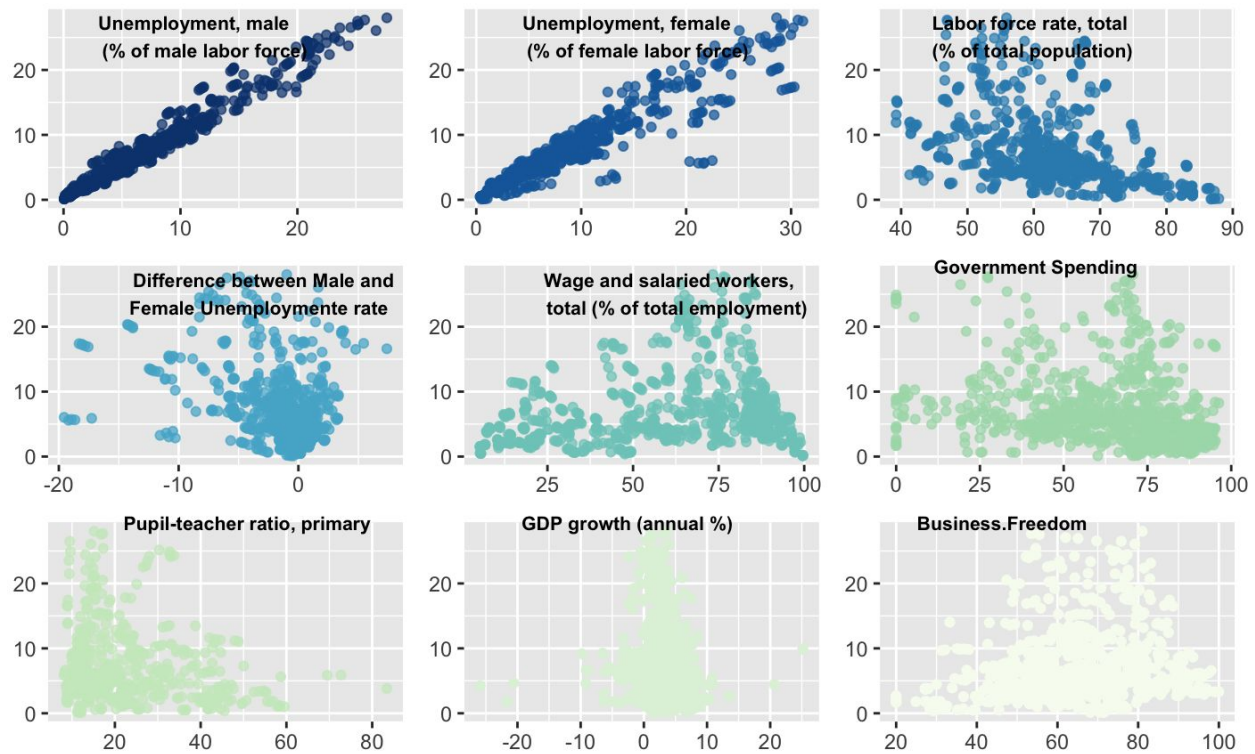 Unemployment, male
(% of male labor force)
Unemployment, female
(% of female labor force)
Labor force rate, total
(% of total population)
20
10
0
0 10 20
20
10
0
0 10 20 30
20
10
0
40 50 60 70 80 90
Difference between Male and
Female Unemploymente rate
Wage and salaried workers,
total (% of total employment)
Government Spending
20
10
0
-20 -10 0
20
10
0
25 50 75 100
20
10
0
0 25 50 75 100
Pupil-teacher ratio, primary
GDP growth (annual %)
Business.Freedom
20
10
0
20 40 60 80
20
10
0
-20 -10 0 10 20
20
10
0
20 40 60 80 100